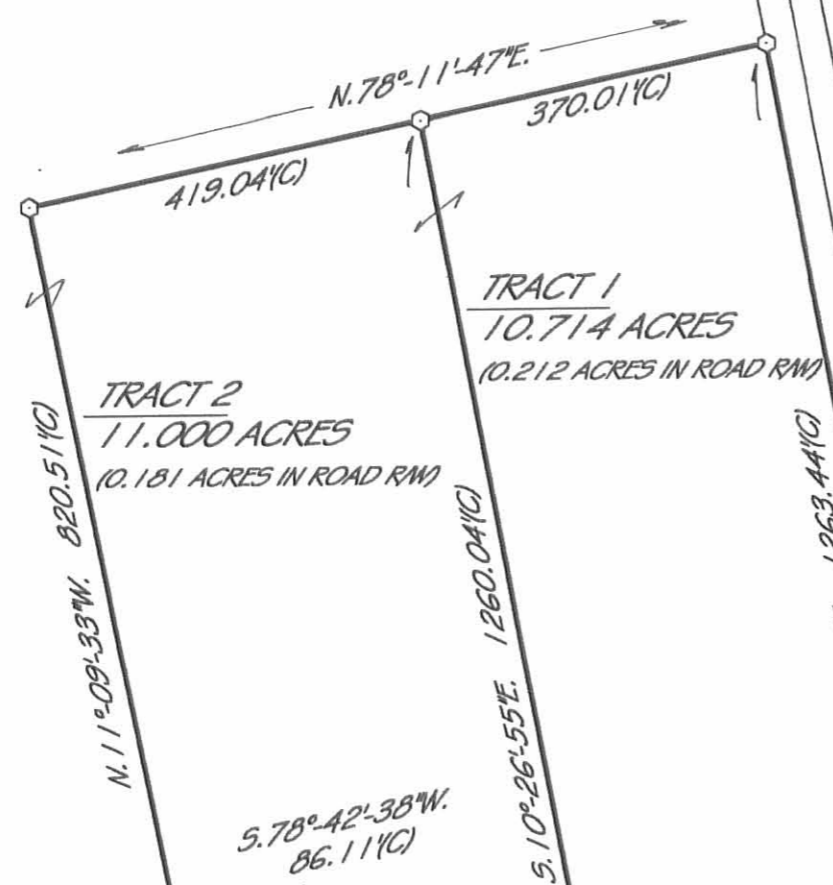 N.78°-11'-47"E.
370.01'(C)
419.04'(C)
TRACT 1
10.714 ACRES
(0.212 ACRES IN ROAD R/W)
TRACT 2
11.000 ACRES
(0.181 ACRES IN ROAD R/W)
N.11°-09'-33"W. 820.51'(C)
S.10°-26'-55"E. 1260.04'(C)
1263.44'(C)
S.78°-42'-38"W.
86.11'(C)